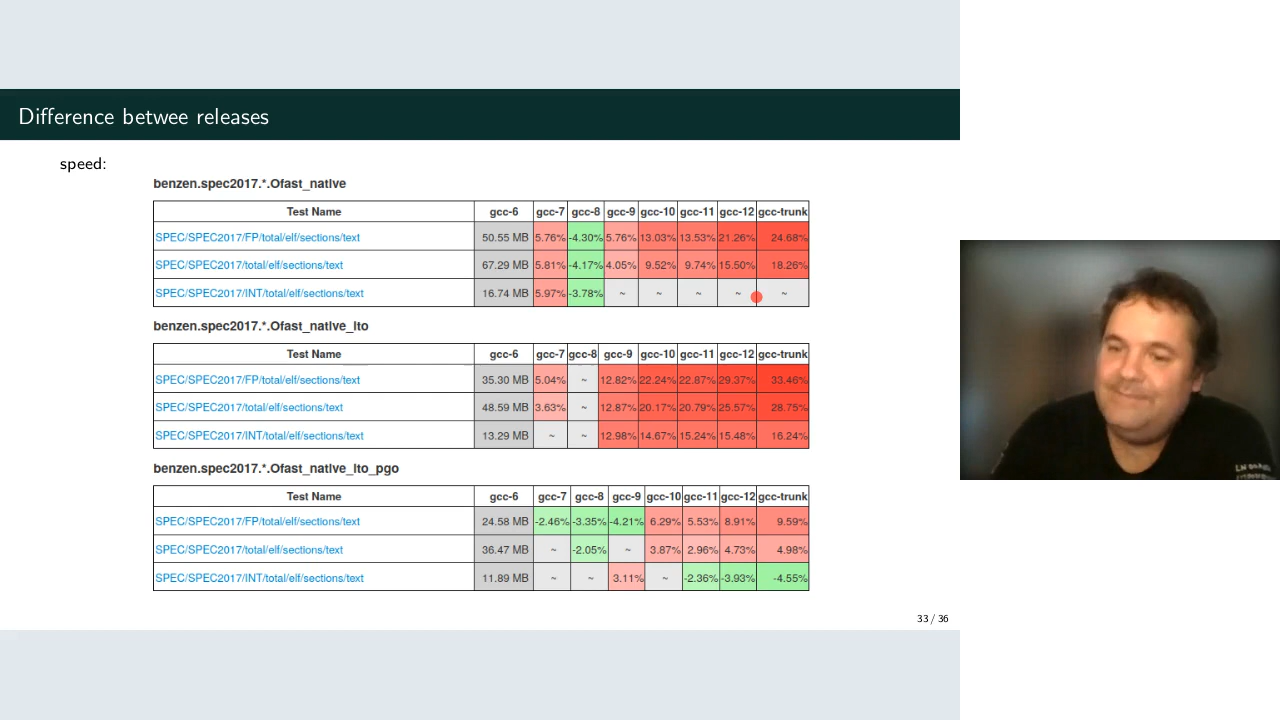 Difference betwee releases
speed:
benzen.spec2017.*.Ofast_native
Test Name gcc-6 gcc-7 gcc-8 gcc-9 gcc-10 gcc-11 gcc-12 gcc-trunk
SPEC/SPEC2017/FP/total/elf/sections/text 50.55 MB 5.76% -4.30% 5.76% 13.03% 13.53% 21.26% 24.68%
SPEC/SPEC2017/total/elf/sections/text 67.29 MB 5.81% -4.17% 4.05% 9.52% 9.74% 15.50% 18.26%
SPEC/SPEC2017/INT/total/elf/sections/text 16.74 MB 5.97% -3.78% ~ ~ ~ ~ ~
benzen.spec2017.*.Ofast_native_lto
Test Name gcc-6 gcc-7 gcc-8 gcc-9 gcc-10 gcc-11 gcc-12 gcc-trunk
SPEC/SPEC2017/FP/total/elf/sections/text 35.30 MB 5.04% ~ 12.82% 22.24% 22.87% 29.37% 33.46%
SPEC/SPEC2017/total/elf/sections/text 48.59 MB 3.63% ~ 12.87% 20.17% 20.79% 25.57% 28.75%
SPEC/SPEC2017/INT/total/elf/sections/text 13.29 MB ~ ~ 12.98% 14.67% 15.24% 15.48% 16.24%
benzen.spec2017.*.Ofast_native_lto_pgo
Test Name gcc-6 gcc-7 gcc-8 gcc-9 gcc-10 gcc-11 gcc-12 gcc-trunk
SPEC/SPEC2017/FP/total/elf/sections/text 24.58 MB -2.46% -3.35% -4.21% 6.29% 5.53% 8.91% 9.59%
SPEC/SPEC2017/total/elf/sections/text 36.47 MB ~ -2.05% ~ 3.87% 2.96% 4.73% 4.98%
SPEC/SPEC2017/INT/total/elf/sections/text 11.89 MB ~ ~ 3.11% ~ -2.36% -3.93% -4.55%
33 / 36